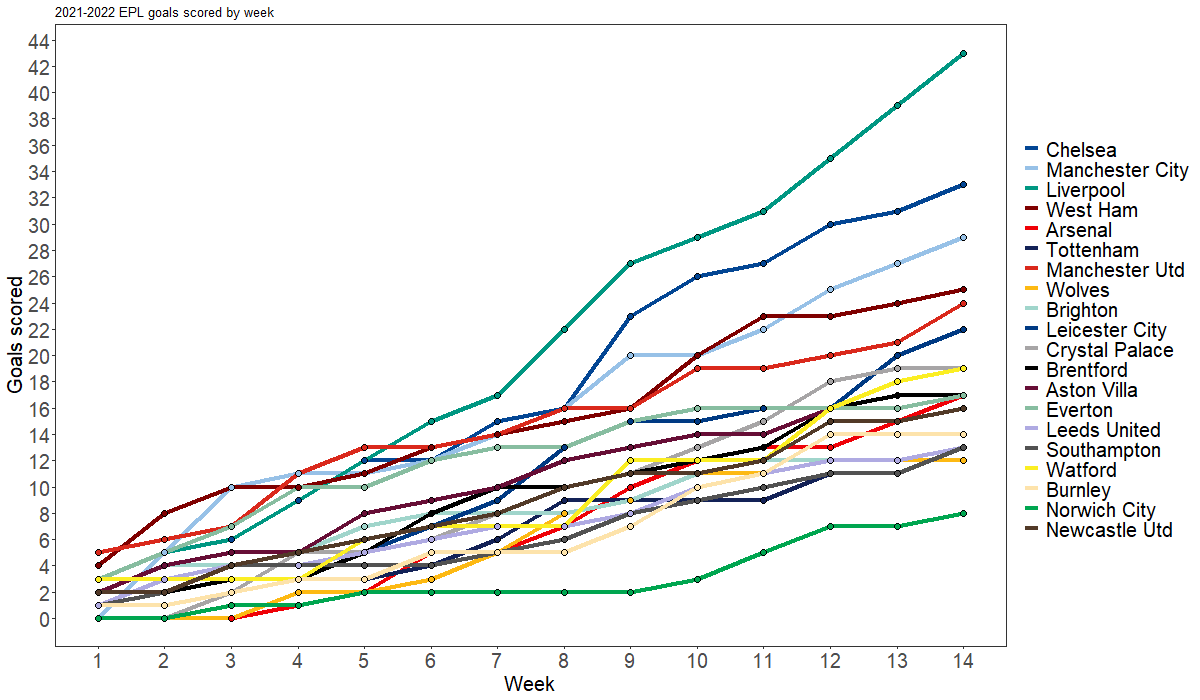 2021-2022 EPL goals scored by week
44
42
40
38
36
34
32
30
28
26
24
22
20
18
16
14
12
10
8
6
4
2
0
Goals scored
1 2 3 4 5 6 7 8 9 10 11 12 13 14
Week
Chelsea
Manchester City
Liverpool
West Ham
Arsenal
Tottenham
Manchester Utd
Wolves
Brighton
Leicester City
Crystal Palace
Brentford
Aston Villa
Everton
Leeds United
Southampton
Watford
Burnley
Norwich City
Newcastle Utd